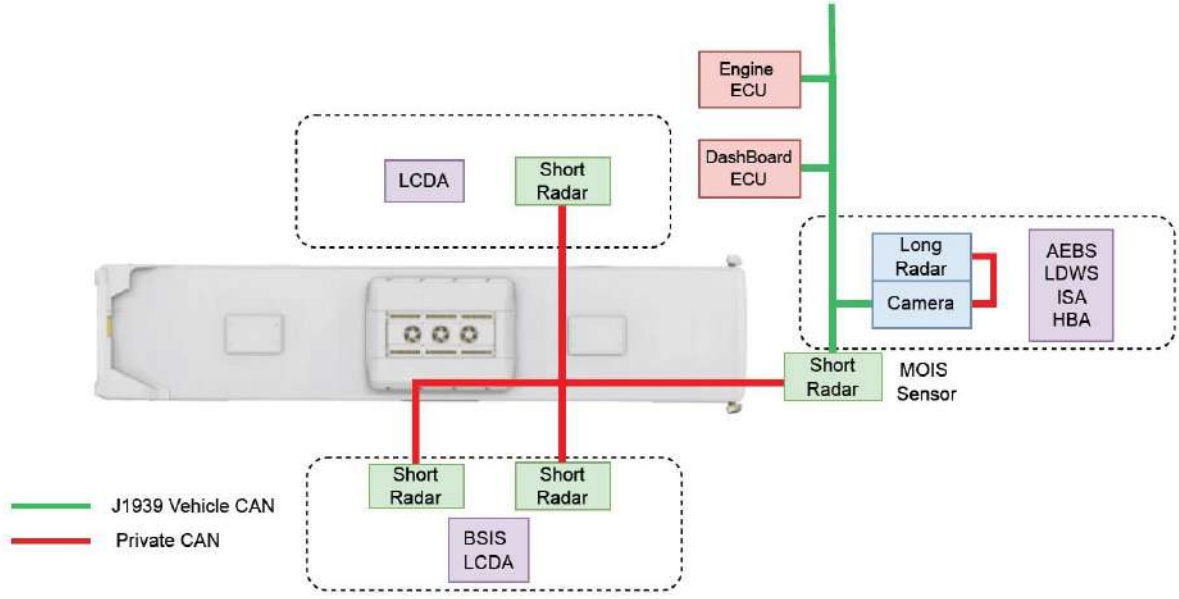 Engine
ECU
DashBoard
ECU
LCDA
Short
Radar
Long
Radar
Camera
AEBS
LDWS
ISA
HBA
Short
Radar
MOIS
Sensor
Short
Radar
Short
Radar
BSIS
LCDA
J1939 Vehicle CAN
Private CAN